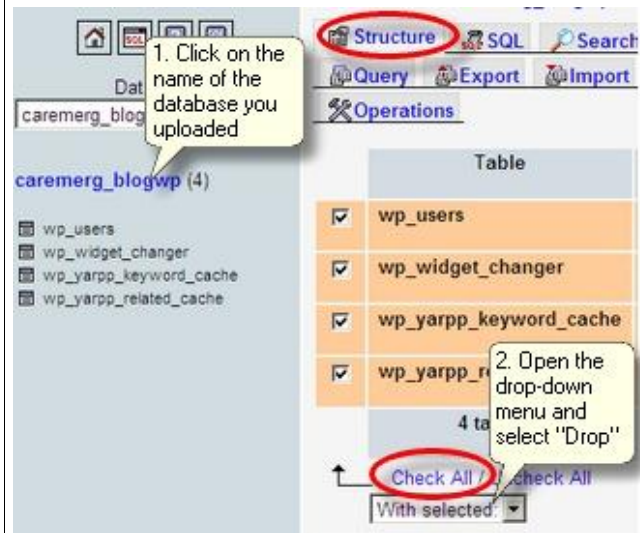 1. Click on the
name of the
database you
uploaded
Dat
caremerg_blog
caremerg_blogwp (4)
wp_users
wp_widget_changer
wp_yarpp_keyword_cache
wp_yarpp_related_cache
Structure SQL Search
Query Export Import
Operations
Table
wp_users
wp_widget_changer
wp_yarpp_keyword_cache
wp_yarpp_r
4 ta
2. Open the
drop-down
menu and
select "Drop"
Check All / check All
With selected: